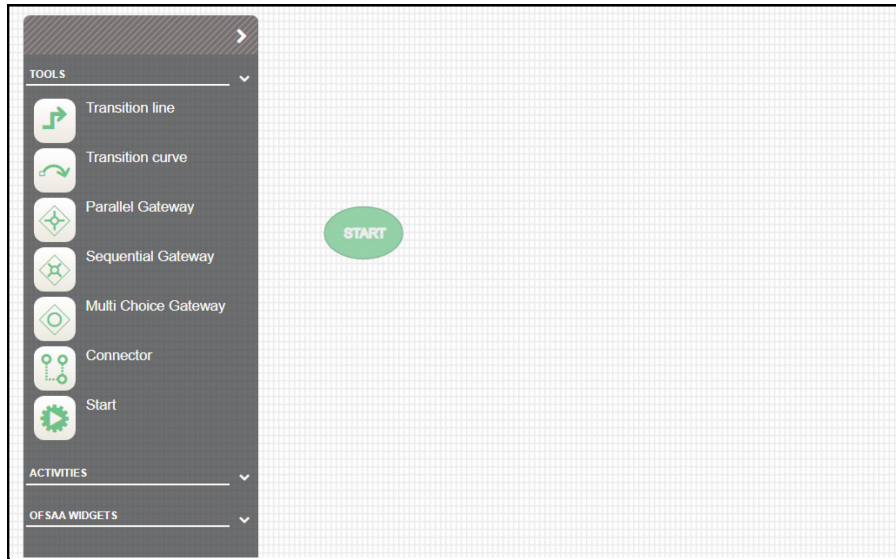 TOOLS
Transition line
Transition curve
Parallel Gateway
START
Sequential Gateway
Multi Choice Gateway
Connector
Start
ACTIVITIES
OFSAA WIDGETS